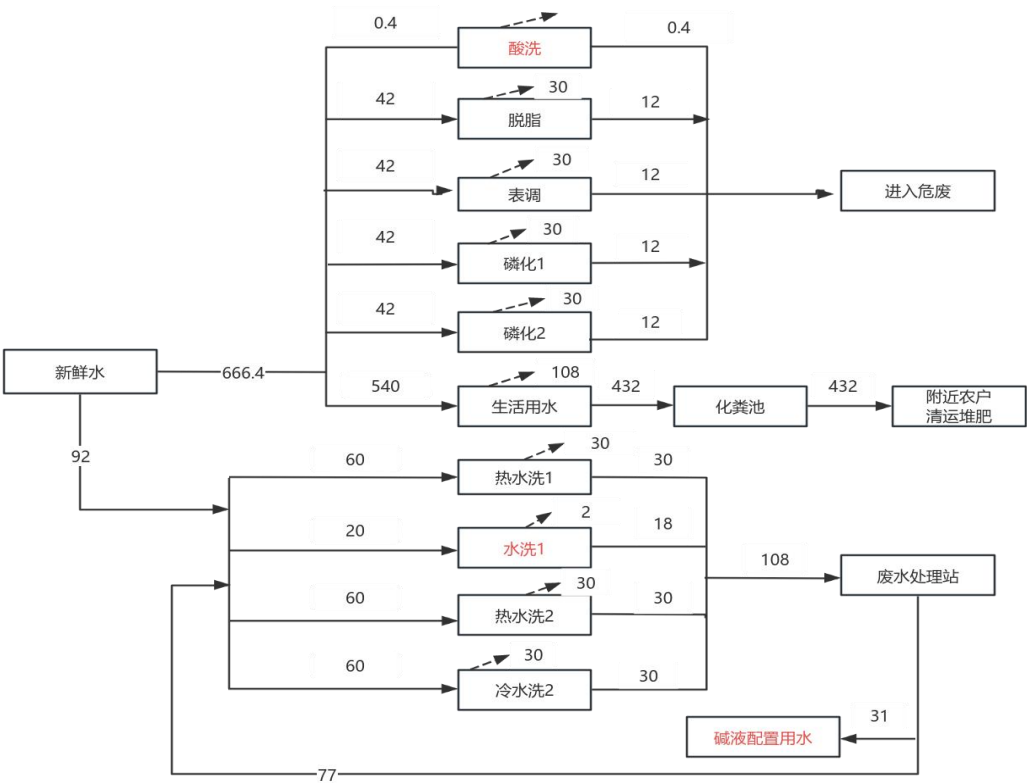 0.4
酸洗
0.4
42
30
脱脂
12
42
30
表调
12
进入危废
42
30
磷化1
12
42
30
磷化2
12
新鲜水
666.4
540
108
生活用水
432
化粪池
432
附近农户
清运堆肥
92
60
30
热水洗1
30
20
2
水洗1
18
108
废水处理站
60
30
热水洗2
30
60
30
冷水洗2
30
31
碱液配置用水
77